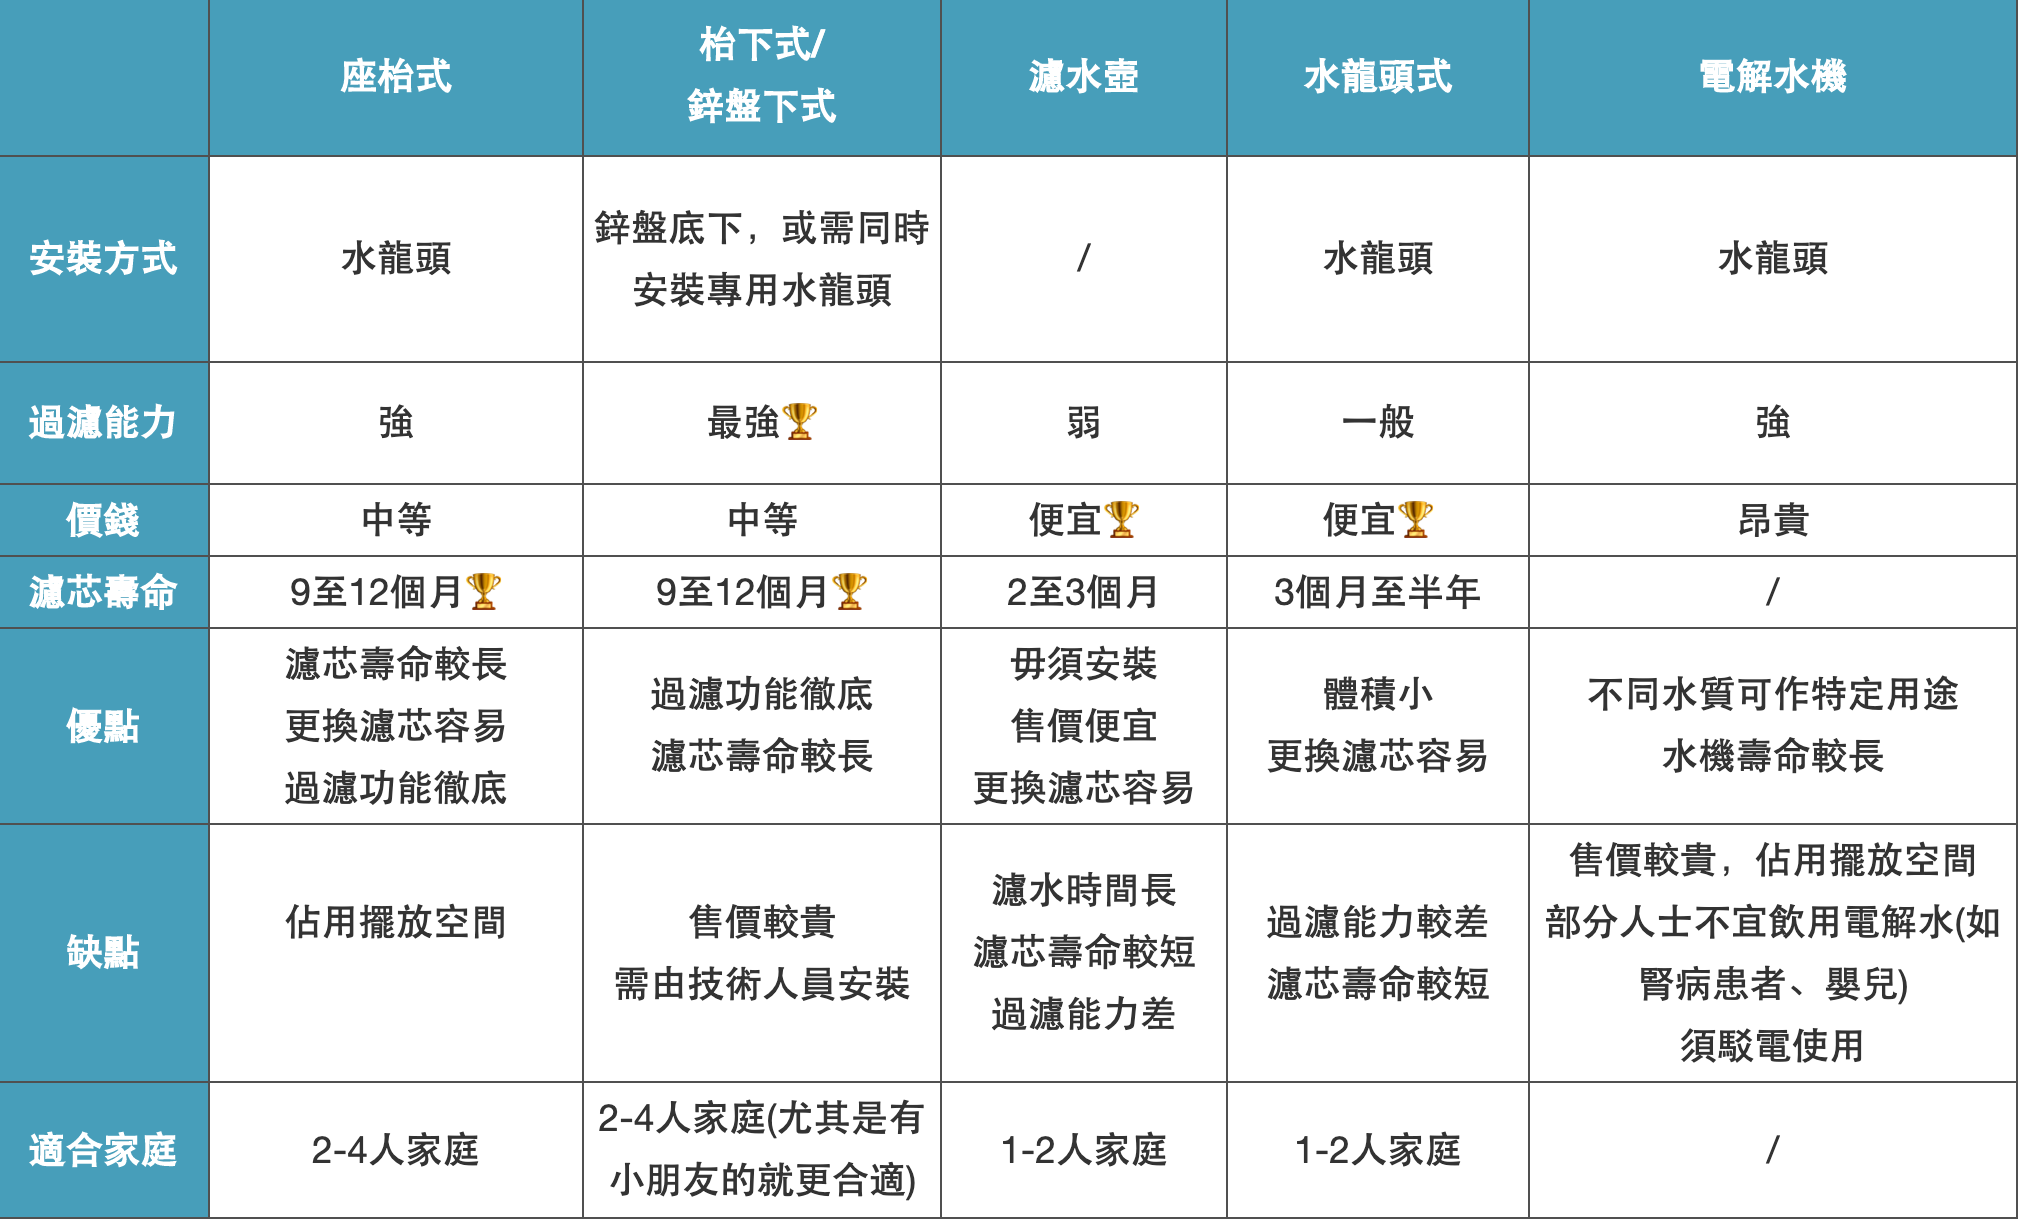 座枱式
枱下式/
鋅盤下式
濾水壺
水龍頭式
電解水機
安裝方式
水龍頭
鋅盤底下，或需同時
安裝專用水龍頭
/
水龍頭
水龍頭
過濾能力
強
最強🏆
弱
一般
強
價錢
中等
中等
便宜🏆
便宜🏆
昂貴
濾芯壽命
9至12個月🏆
9至12個月🏆
2至3個月
3個月至半年
/
優點
濾芯壽命較長
更換濾芯容易
過濾功能徹底
過濾功能徹底
濾芯壽命較長
毋須安裝
售價便宜
更換濾芯容易
體積小
更換濾芯容易
不同水質可作特定用途
水機壽命較長
缺點
佔用擺放空間
售價較貴
需由技術人員安裝
濾水時間長
濾芯壽命較短
過濾能力差
過濾能力較差
濾芯壽命較短
售價較貴，佔用擺放空間
部分人士不宜飲用電解水(如
腎病患者、嬰兒)
須駁電使用
適合家庭
2-4人家庭
2-4人家庭(尤其是有
小朋友的就更合適)
1-2人家庭
1-2人家庭
/